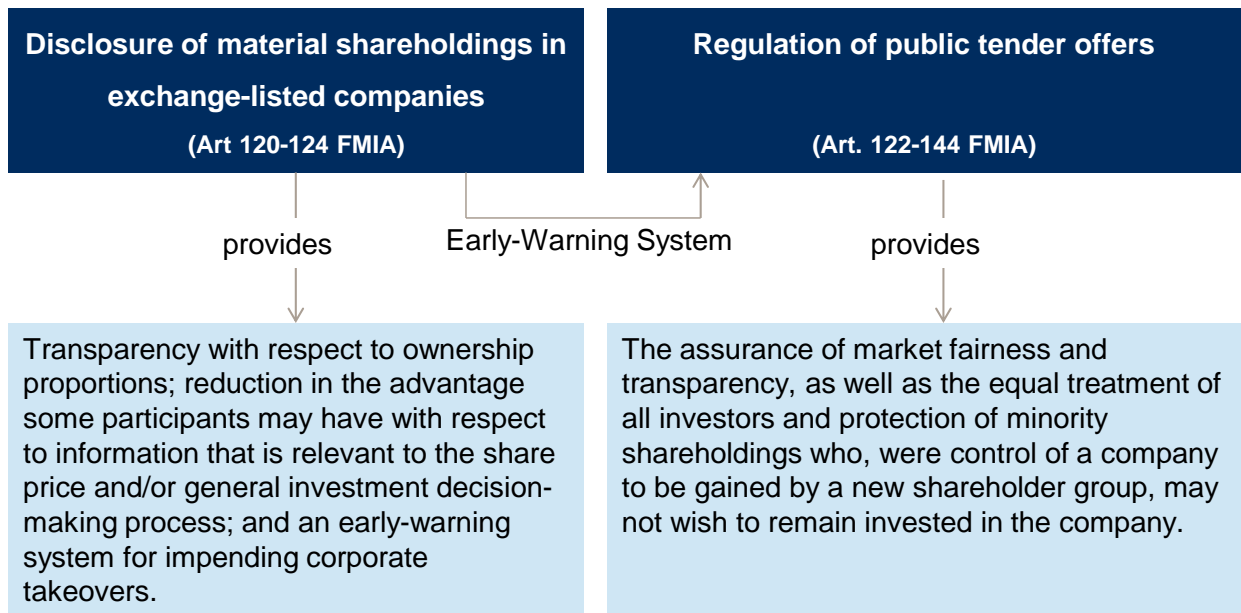 Disclosure of material shareholdings in
exchange-listed companies
(Art 120-124 FMIA)
Regulation of public tender offers
(Art. 122-144 FMIA)
provides
Early-Warning System
provides
Transparency with respect to ownership
proportions; reduction in the advantage
some participants may have with respect
to information that is relevant to the share
price and/or general investment decision-
making process; and an early-warning
system for impending corporate
takeovers.
The assurance of market fairness and
transparency, as well as the equal treatment of
all investors and protection of minority
shareholdings who, were control of a company
to be gained by a new shareholder group, may
not wish to remain invested in the company.